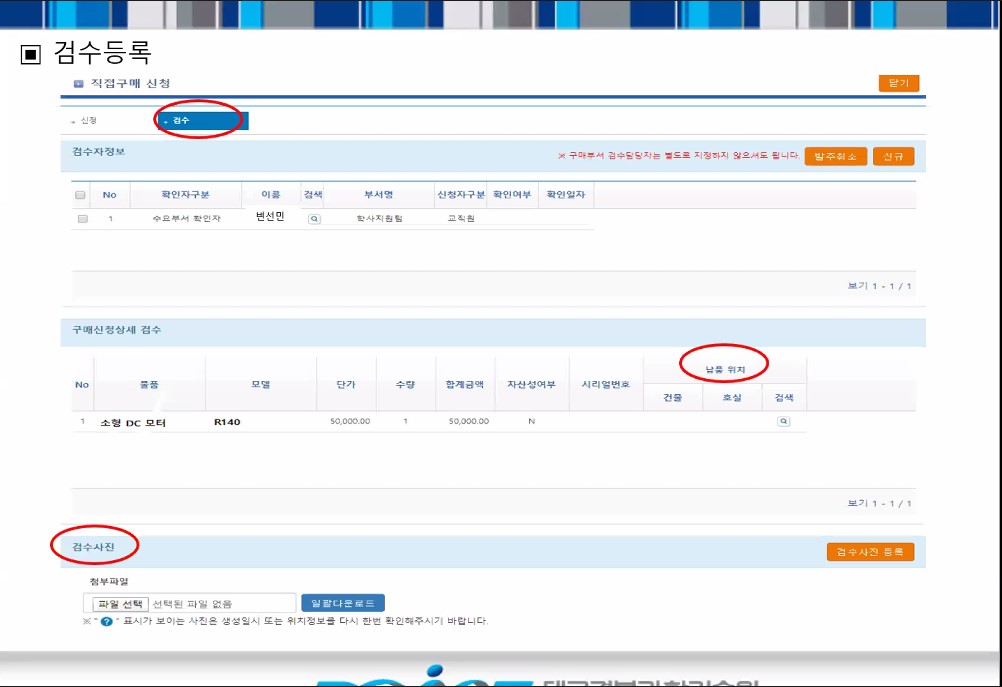 ▣ 검수등록
직접구매 신청
닫기
신청
검수
검수자정보
※ 구매부서 검수담당자는 별도로 지정하지 않으셔도 됩니다.
발주취소
신규
No 확인자구분 이름 검색 부서명 신청자구분 확인여부 확인일자
1 수요부서 확인자 변선민 학사지원팀 교직원
보기 1 - 1 / 1
구매신청상세 검수
No 물품 모델 단가 수량 합계금액 자산성여부 시리얼번호 납품 위치
건물 호실 검색
1 소형 DC 모터 R140 50,000.00 1 50,000.00 N
보기 1 - 1 / 1
검수사진
검수사진 등록
첨부파일
파일 선택 선택된 파일 없음
일괄다운로드
※ " ? " 표시가 보이는 사진은 생성일시 또는 위치정보를 다시 한번 확인해주시기 바랍니다.